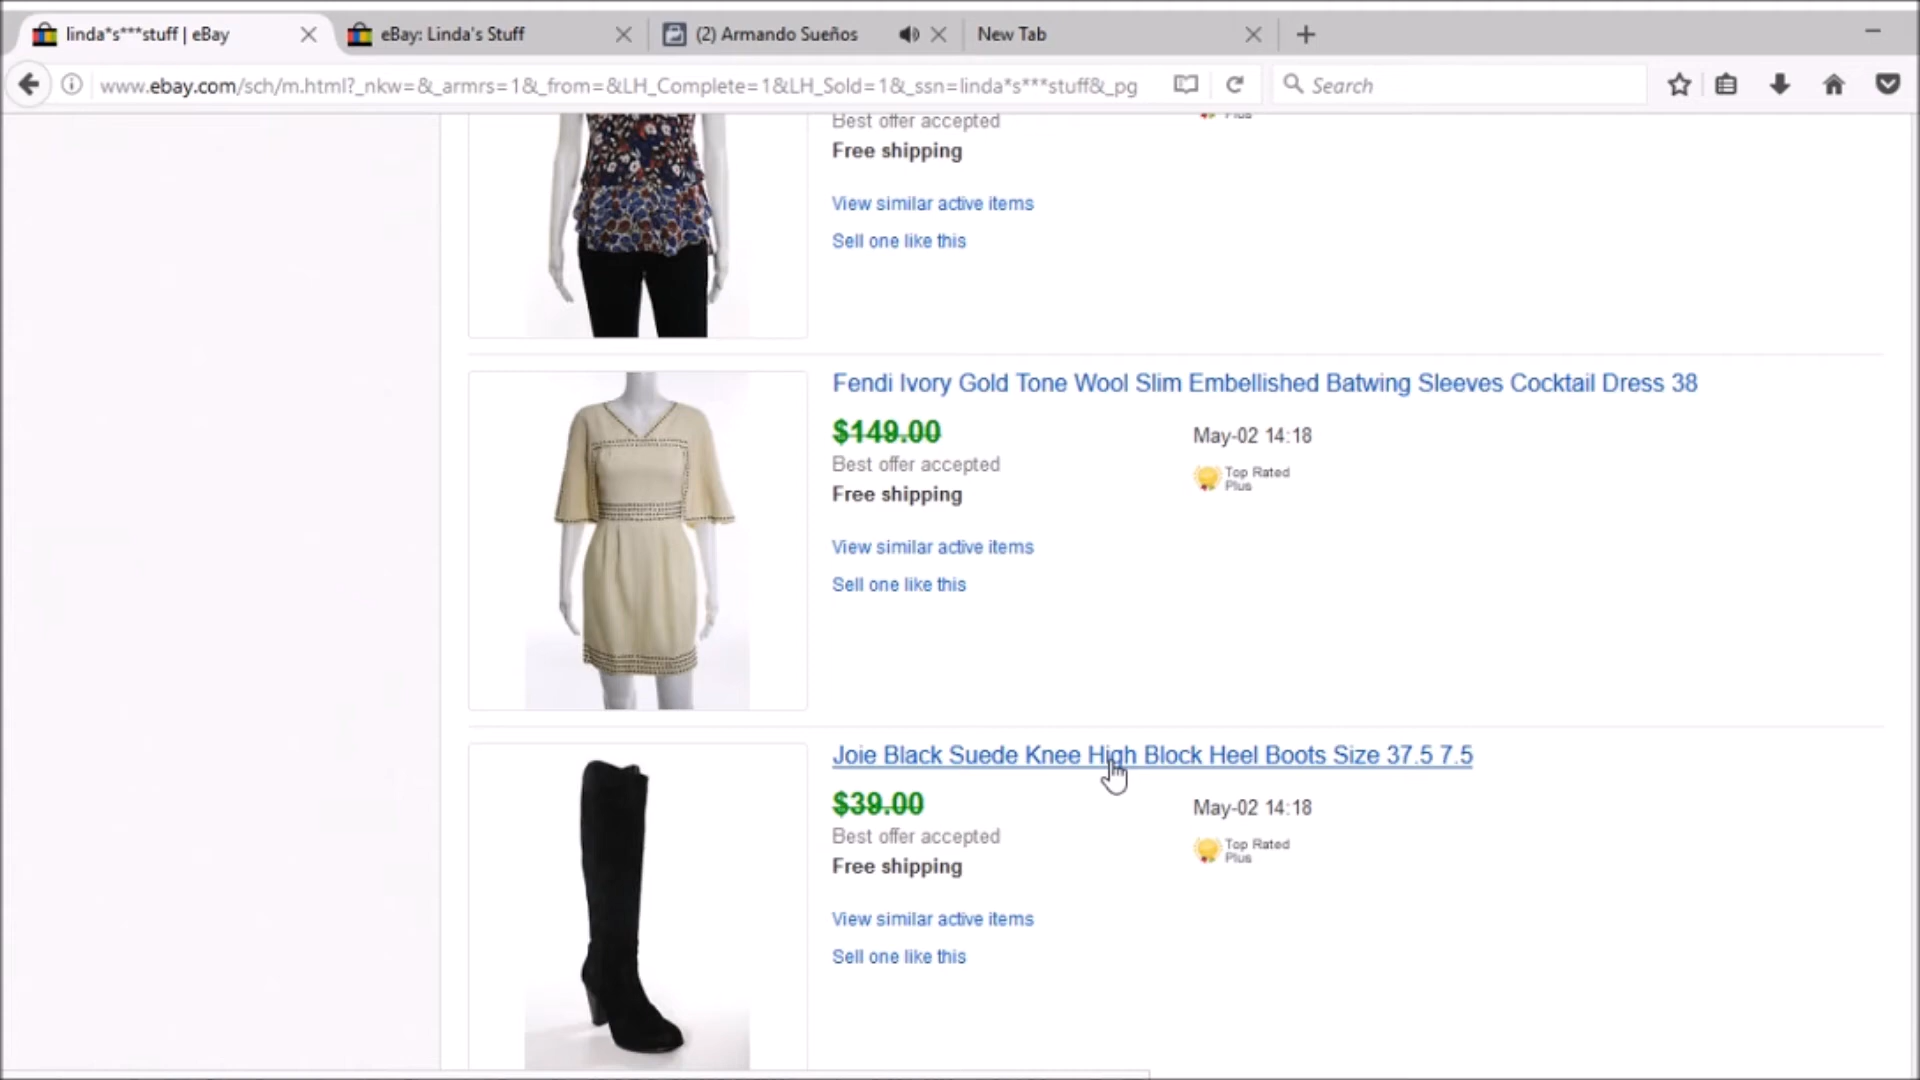 linda*s***stuff | eBay
eBay: Linda's Stuff
(2) Armando Sueños
New Tab
www.ebay.com/sch/m.html?_nkw=&_armrs=1&_from=&LH_Complete=1&LH_Sold=1&_ssn=linda*s***stuff&_pg
Search
Best offer accepted
Plus
Free shipping
View similar active items
Sell one like this
Fendi Ivory Gold Tone Wool Slim Embellished Batwing Sleeves Cocktail Dress 38
$149.00
May-02 14:18
Best offer accepted
Top Rated
Plus
Free shipping
View similar active items
Sell one like this
Joie Black Suede Knee High Block Heel Boots Size 37.5 7.5
$39.00
May-02 14:18
Best offer accepted
Top Rated
Plus
Free shipping
View similar active items
Sell one like this